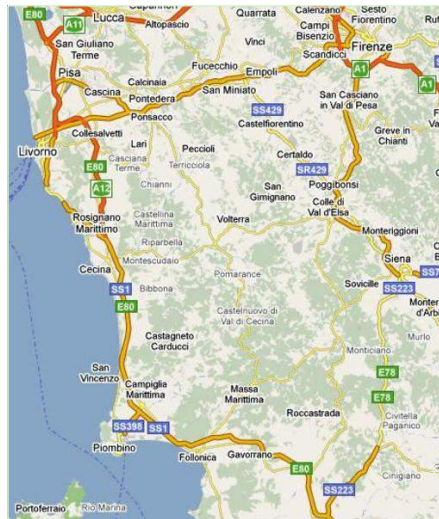 E80
A11
Lucca
Altopascio
Quarrata
Calenzano
Sesto
Fiorentino
Campi
Bisenzio
San Giuliano
Terme
Vinci
Firenze
Scandicci
Pisa
Fucecchio
Empoli
A1
Calcinaia
Cascina
Pontedera
San Miniato
San Casciano
in Val di Pesa
A1
Ponsacco
SS429
Collesalvetti
Castelfiorentino
Greve in
Chianti
Livorno
Lari
Peccioli
E80
Casciana
Terme
Terricciola
Certaldo
SR429
A12
Chianni
San
Gimignano
Poggibonsi
Colle di
Val d'Elsa
Rosignano
Marittimo
Castellina
Marittima
Volterra
Monteriggioni
Riparbella
Siena
Cecina
Montescudaio
Pomarance
SS223
SS1
Bibbona
Sovicille
E80
Castelnuovo di
Val di Cecina
Murlo
Castagneto
Carducci
Monticiano
San
Vincenzo
E78
Campiglia
Marittima
Massa
Marittima
E78
Roccastrada
Civitella
Paganico
SS398
SS1
Piombino
Follonica
Gavorrano
E80
Cinigiano
SS223
Portoferraio
Rio Marina